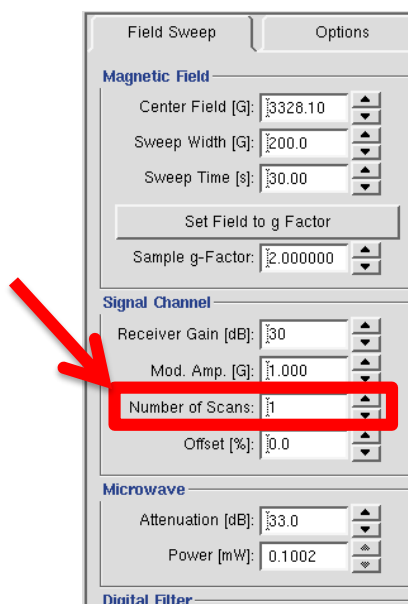 Field Sweep Options
Magnetic Field
Center Field [G]: 3328.10
Sweep Width [G]: 200.0
Sweep Time [s]: 30.00
Set Field to g Factor
Sample g-Factor: 2.000000
Signal Channel
Receiver Gain [dB]: 30
Mod. Amp. [G]: 1.000
Number of Scans: 1
Offset [%]: 0.0
Microwave
Attenuation [dB]: 33.0
Power [mW]: 0.1002
Digital Filter